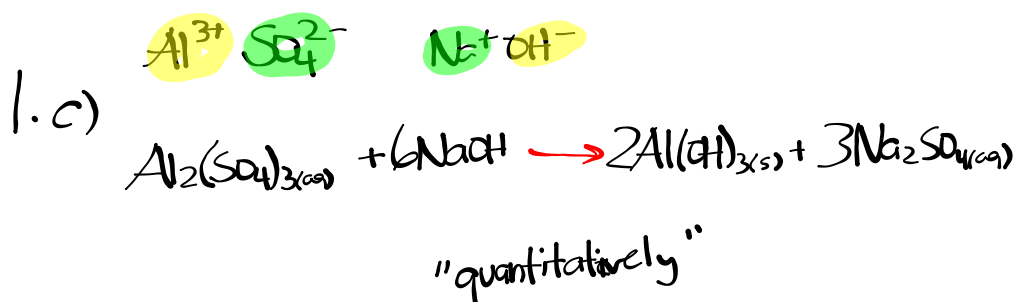 Al³⁺ SO₄²⁻ Na⁺ OH⁻
1. c)
Al₂(SO₄)₃(aq) + 6NaOH → 2Al(OH)₃(s) + 3Na₂SO₄(aq)
"quantitatively"